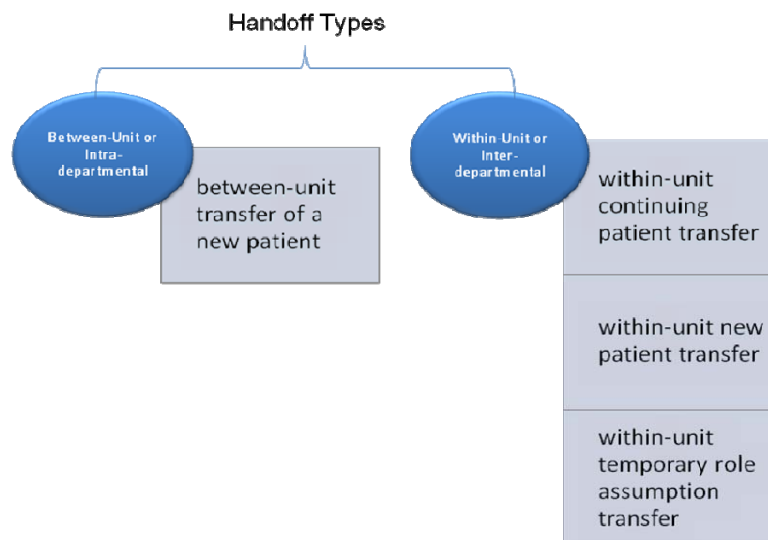 Handoff Types
Between-Unit or
Intra-
departmental
between-unit
transfer of a
new patient
Within-Unit or
Inter-
departmental
within-unit
continuing
patient transfer
within-unit new
patient transfer
within-unit
temporary role
assumption
transfer